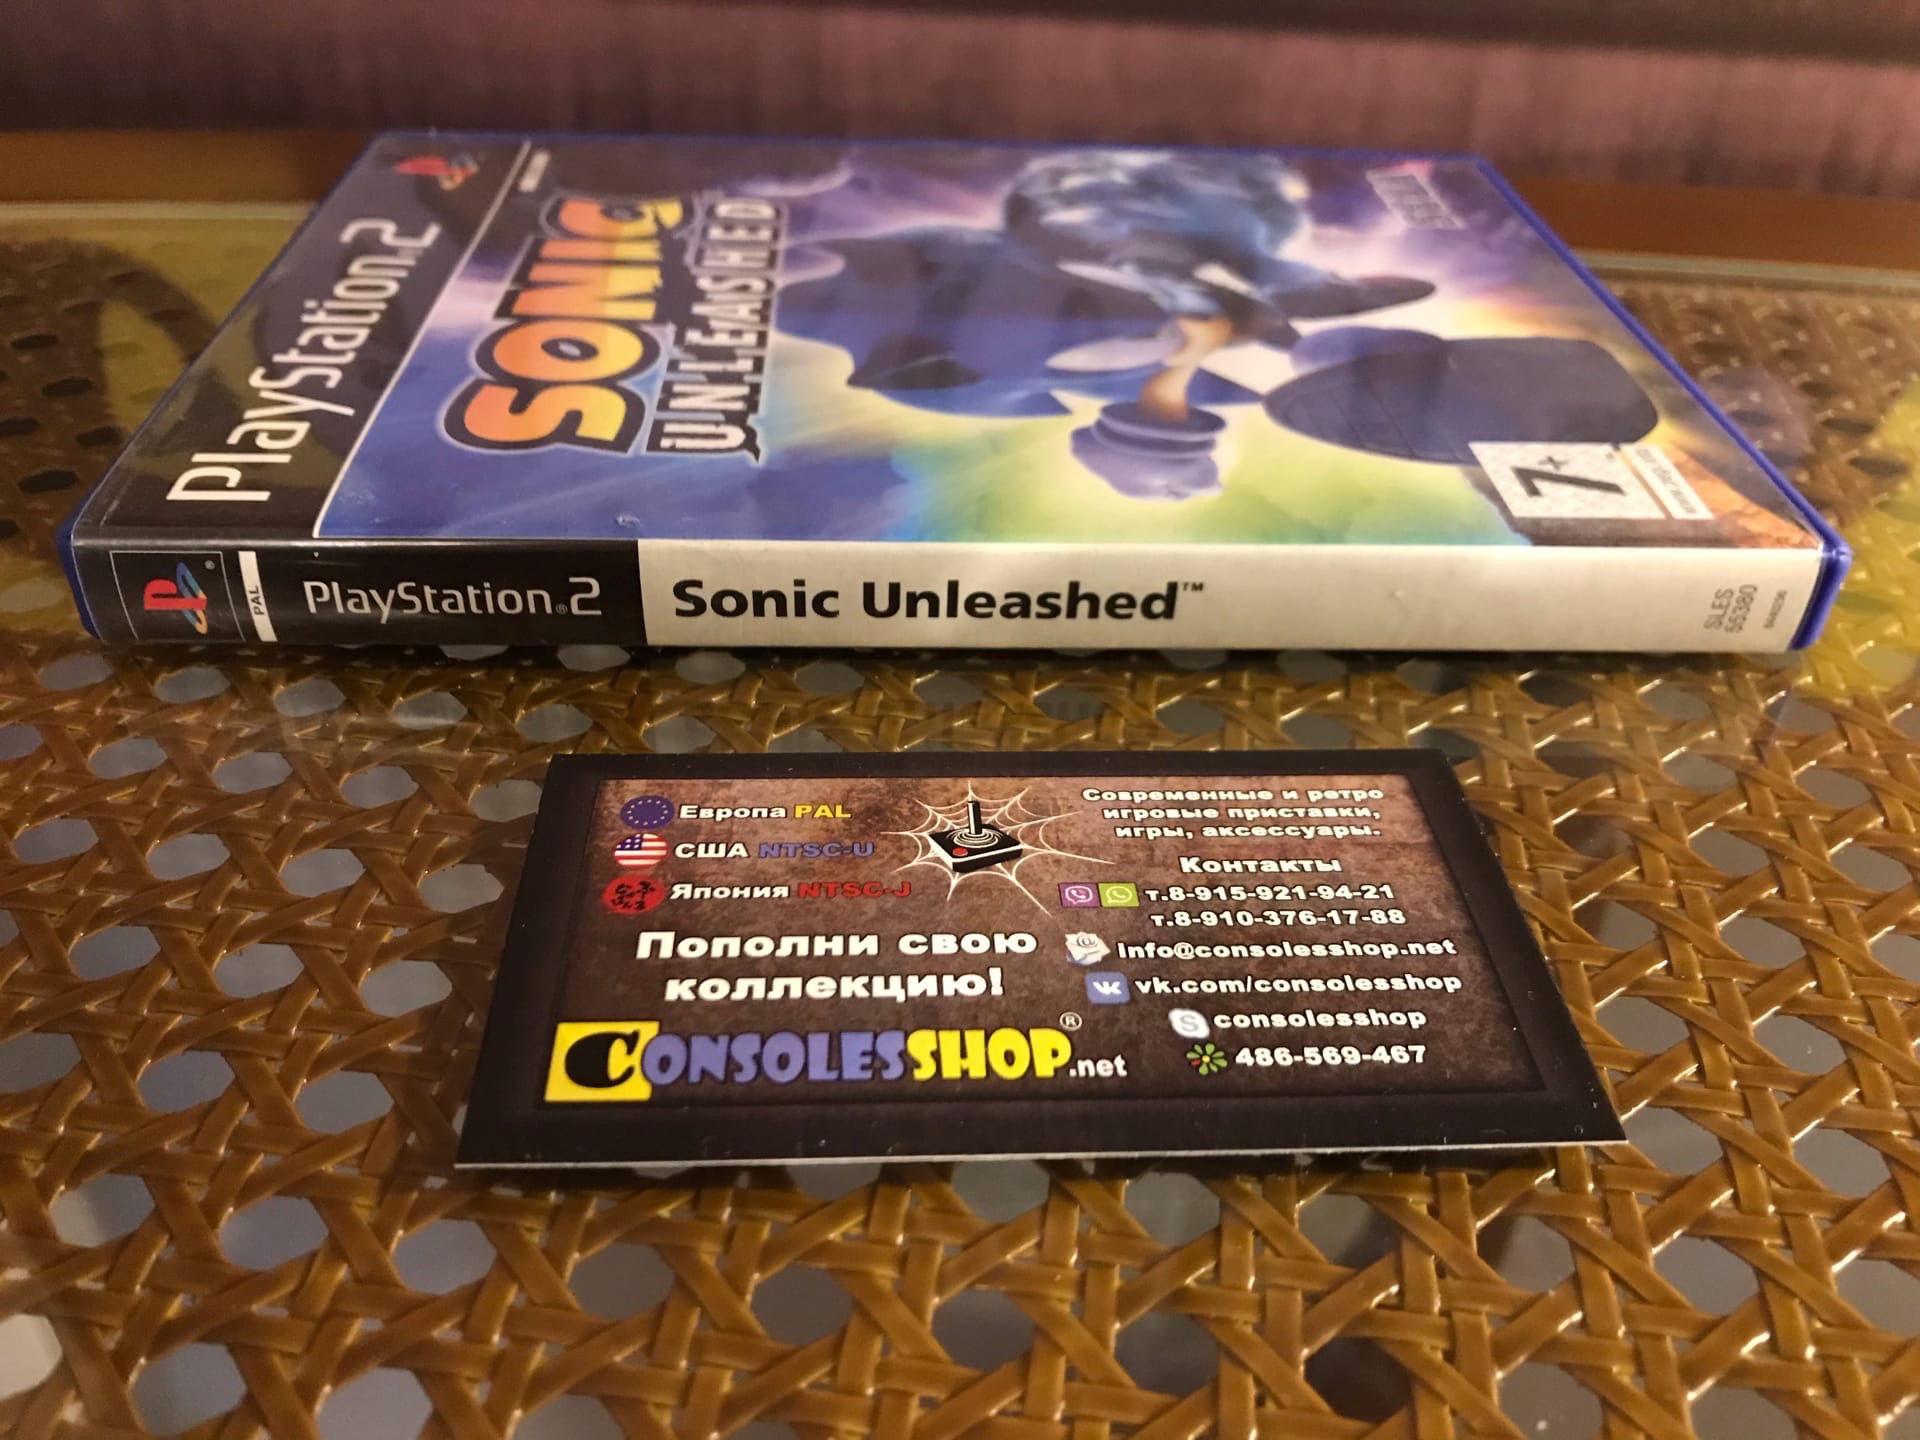 PlayStation.2
SONIC
UNLEASHED
7+
PAL
PlayStation®2
Sonic Unleashed™
SLES
55380
Европа PAL
США NTSC-U
Япония NTSC-J
Пополни свою
коллекцию!
CONSOLESSHOP.net
®
Современные и ретро
игровые приставки,
игры, аксессуары.
Контакты
т.8-915-921-94-21
т.8-910-376-17-88
info@consolesshop.net
vk.com/consolesshop
consolesshop
486-569-467